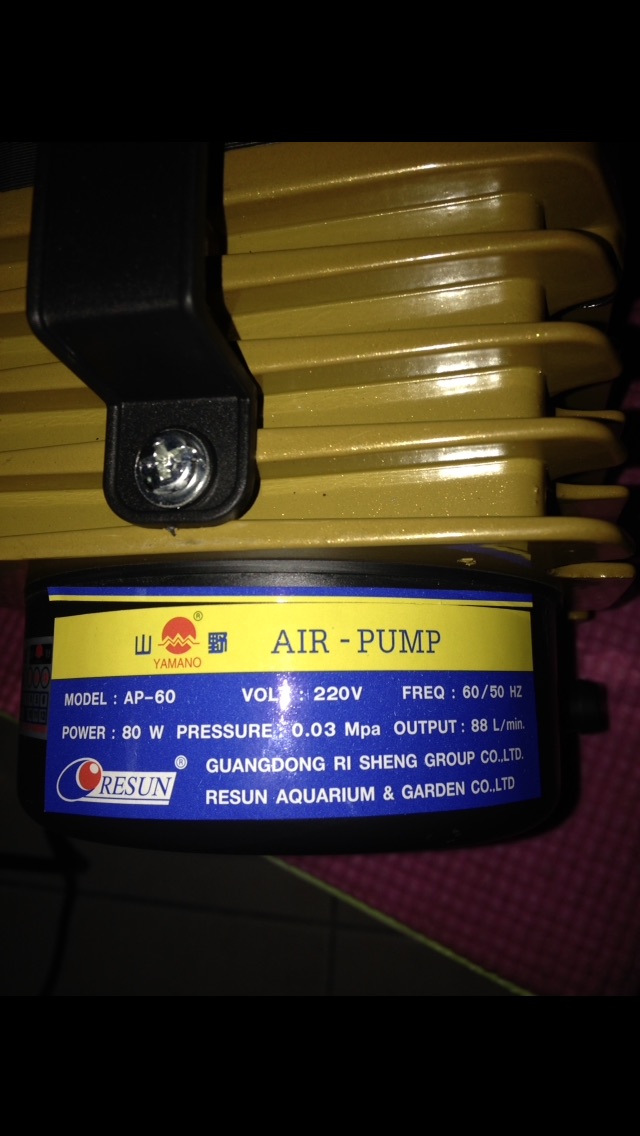 山 ® 野
YAMANO
AIR - PUMP
MODEL : AP-60 VOLT : 220V FREQ : 60/50 HZ
POWER : 80 W PRESSURE : 0.03 Mpa OUTPUT : 88 L/min.
RESUN ®
GUANGDONG RI SHENG GROUP CO.,LTD.
RESUN AQUARIUM & GARDEN CO.,LTD